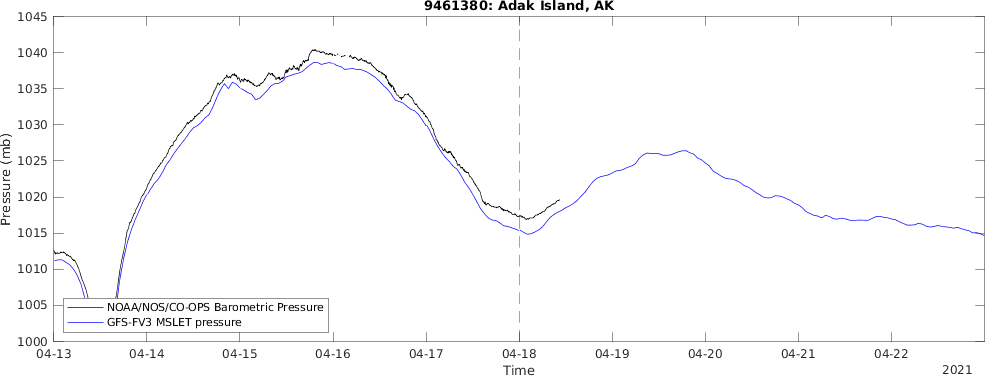 9461380: Adak Island, AK
Pressure (mb)
1045
1040
1035
1030
1025
1020
1015
1010
1005
1000
NOAA/NOS/CO-OPS Barometric Pressure
GFS-FV3 MSLET pressure
04-13 04-14 04-15 04-16 04-17 04-18 04-19 04-20 04-21 04-22
Time
2021